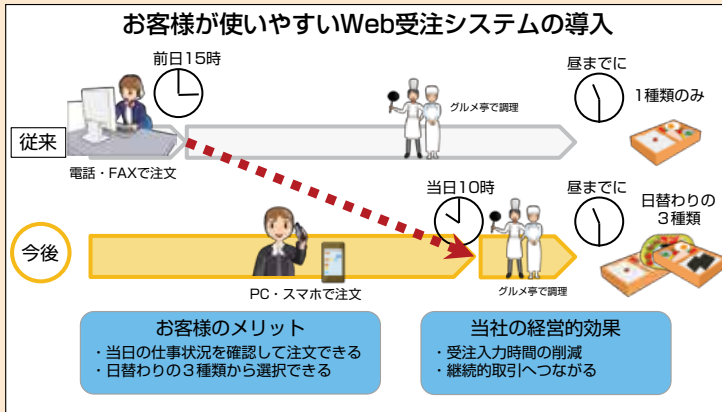 お客様が使いやすいWeb受注システムの導入
前日15時
昼までに
1種類のみ
グルメ亭で調理
従来
電話・FAXで注文
当日10時
昼までに
日替わりの
3種類
今後
PC・スマホで注文
グルメ亭で調理
お客様のメリット
・当日の仕事状況を確認して注文できる
・日替わりの3種類から選択できる
当社の経営的効果
・受注入力時間の削減
・継続的取引へつながる